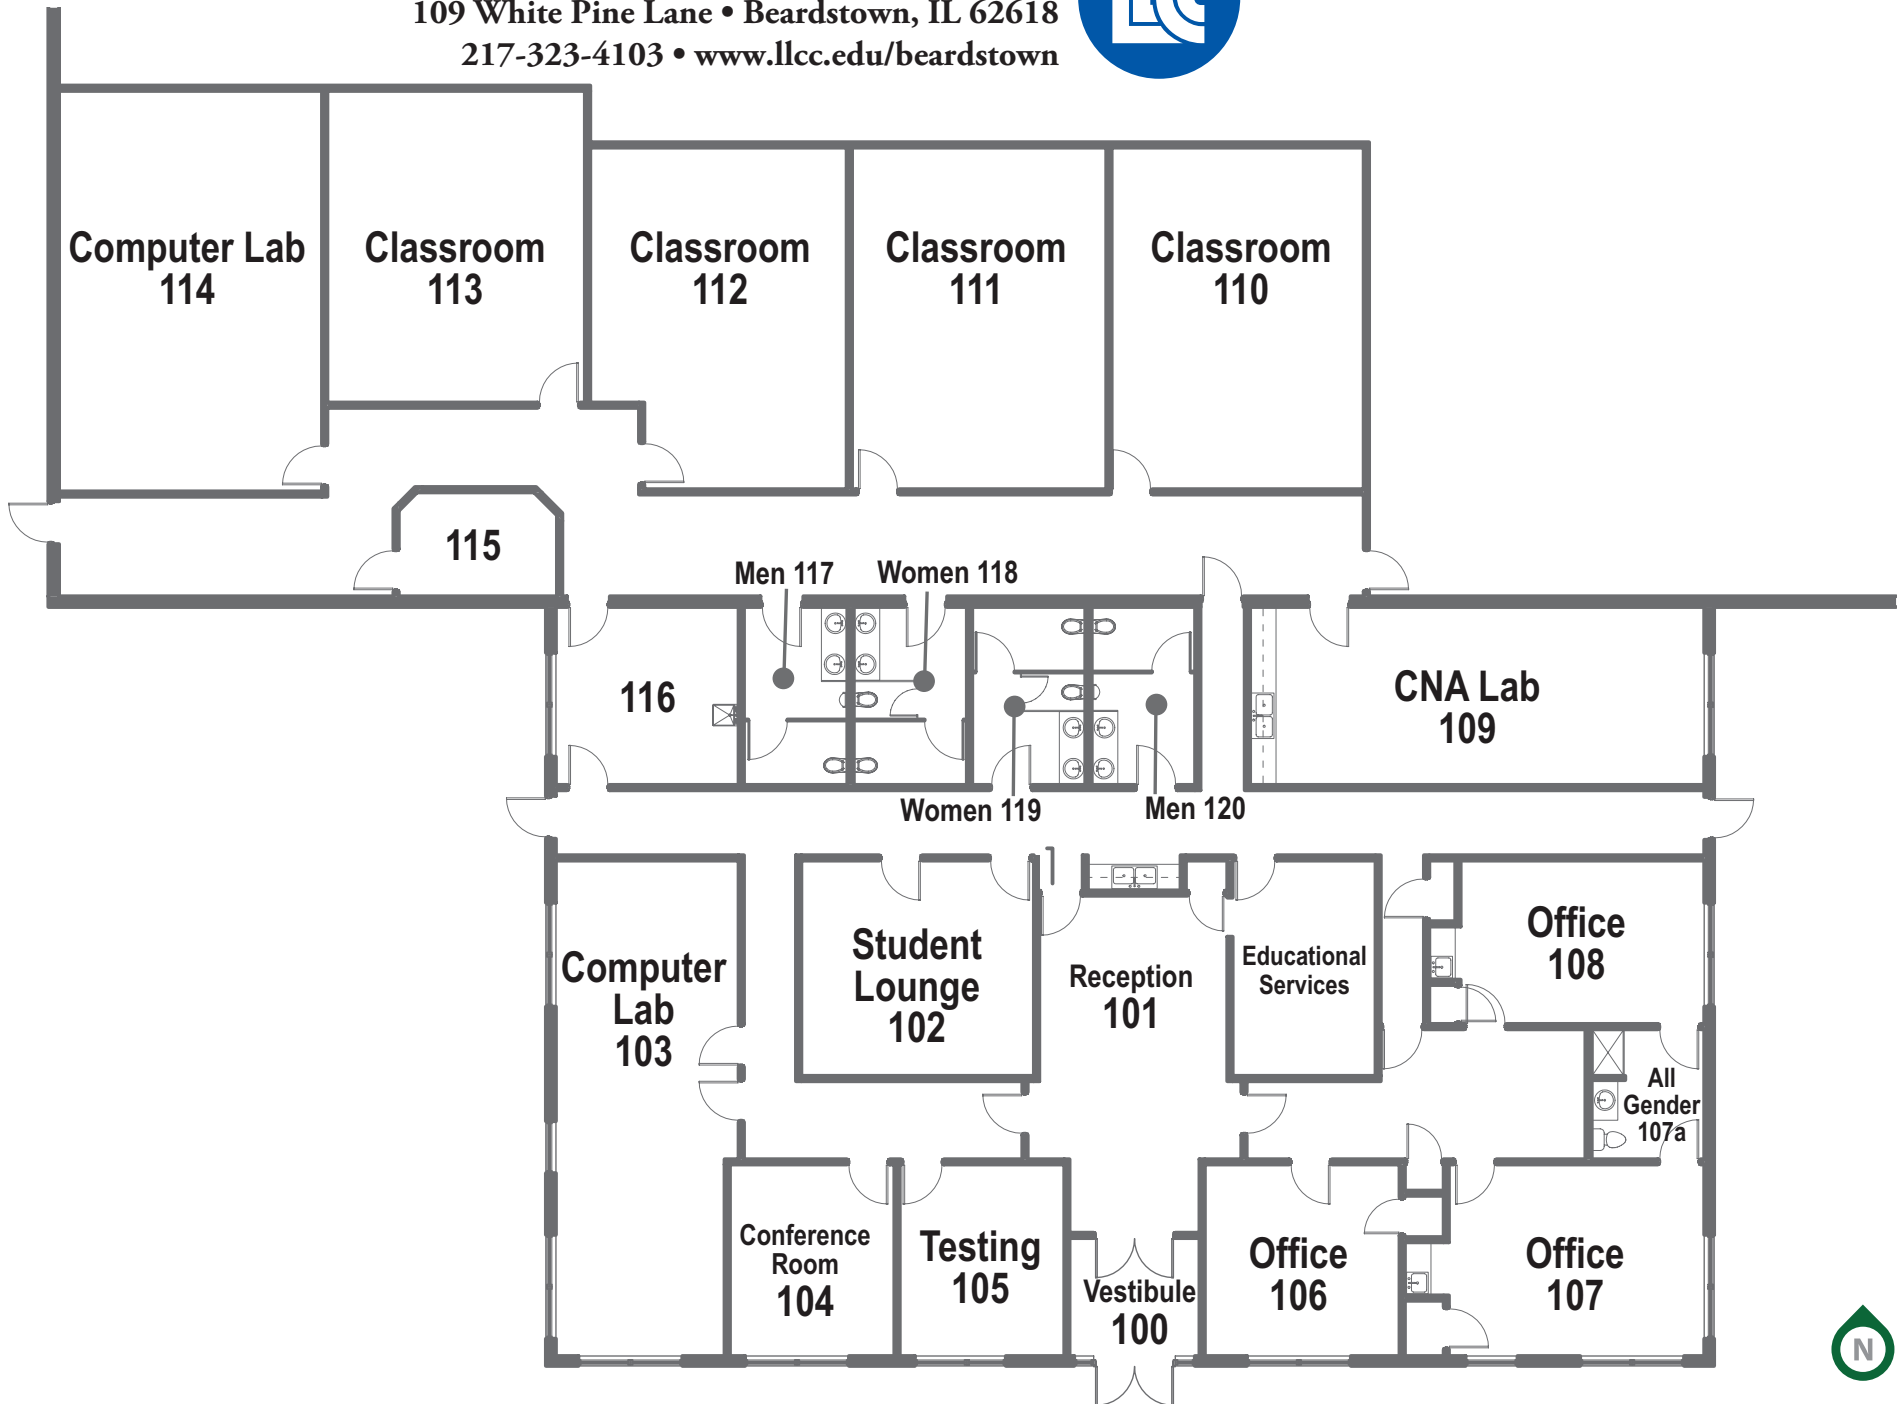 109 White Pine Lane • Beardstown, IL 62618
217-323-4103 • www.llcc.edu/beardstown
Computer Lab
114
Classroom
113
Classroom
112
Classroom
111
Classroom
110
115
Men 117
Women 118
116
CNA Lab
109
Women 119
Men 120
Computer
Lab
103
Student
Lounge
102
Reception
101
Educational
Services
Office
108
All
Gender
107a
Conference
Room
104
Testing
105
Vestibule
100
Office
106
Office
107
N